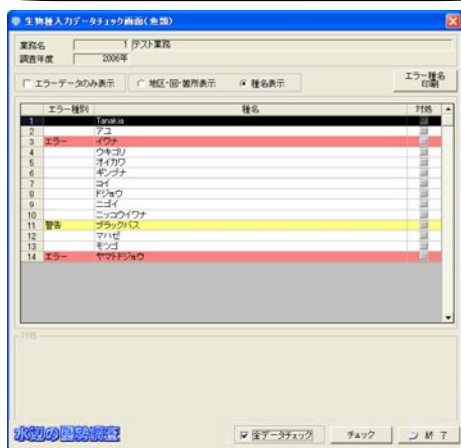 生物種入力データチェック画面(魚類)
業務名 1 テスト業務
調査年度 2006年
エラーデータのみ表示 地区・回・箇所表示 種名表示 エラー種名印刷
エラー種別 種名 対処
1 Tanakia
2 アユ
3 エラー イワナ
4 ウキゴリ
5 オイカワ
6 ギンブナ
7 コイ
8 ドジョウ
9 ニゴイ
10 ニッコウイワナ
11 警告 ブラックバス
12 マハゼ
13 モツゴ
14 エラー ヤマトドジョウ
対処
水辺の国勢調査 全データチェック チェック 終 了